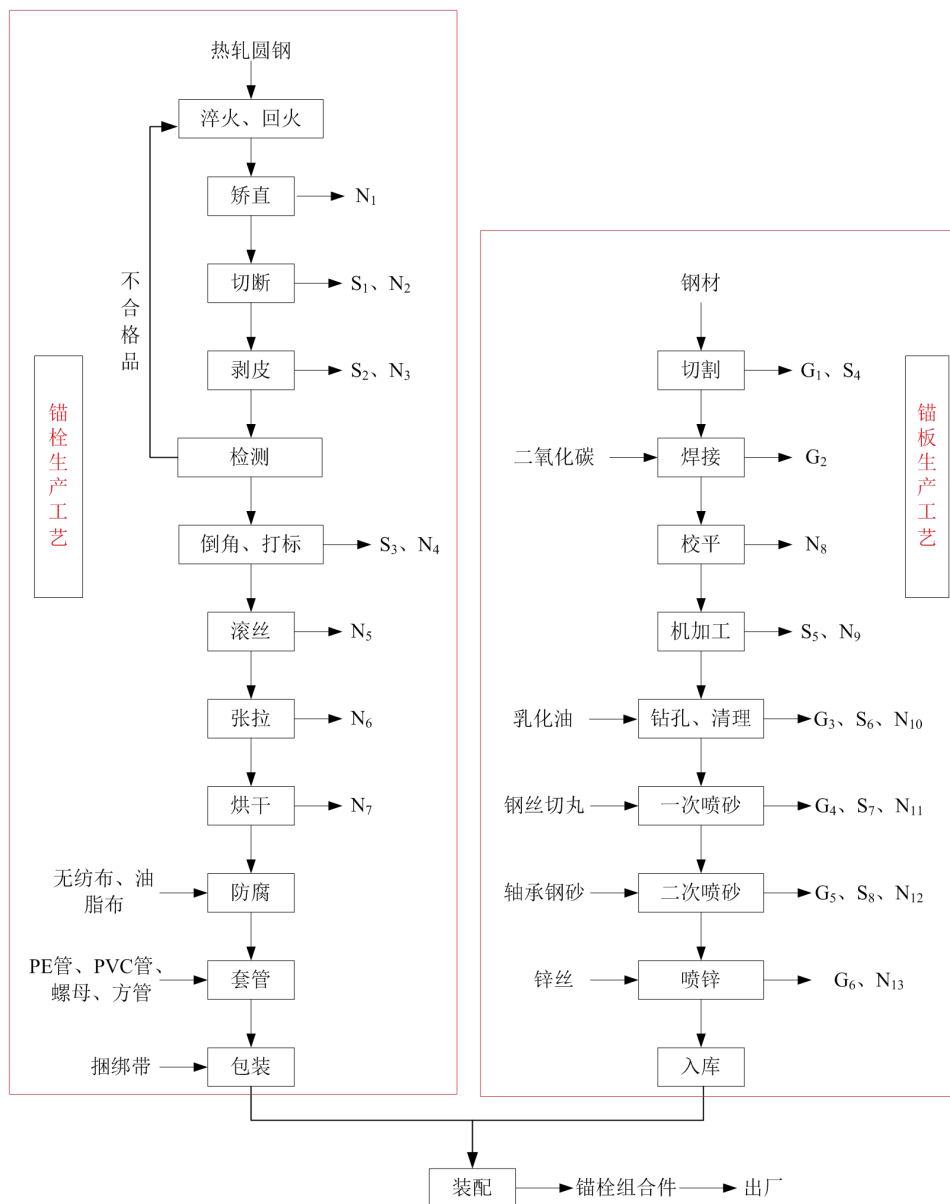 热轧圆钢
淬火、回火
矫直
N₁
切断
S₁、N₂
剥皮
S₂、N₃
检测
不合格品
倒角、打标
S₃、N₄
滚丝
N₅
张拉
N₆
烘干
N₇
无纺布、油
脂布
防腐
PE管、PVC管、
螺母、方管
套管
捆绑带
包装
锚栓生产工艺
钢材
切割
G₁、S₄
二氧化碳
焊接
G₂
校平
N₈
机加工
S₅、N₉
乳化油
钻孔、清理
G₃、S₆、N₁₀
钢丝切丸
一次喷砂
G₄、S₇、N₁₁
轴承钢砂
二次喷砂
G₅、S₈、N₁₂
锌丝
喷锌
G₆、N₁₃
入库
锚板生产工艺
装配
锚栓组合件
出厂